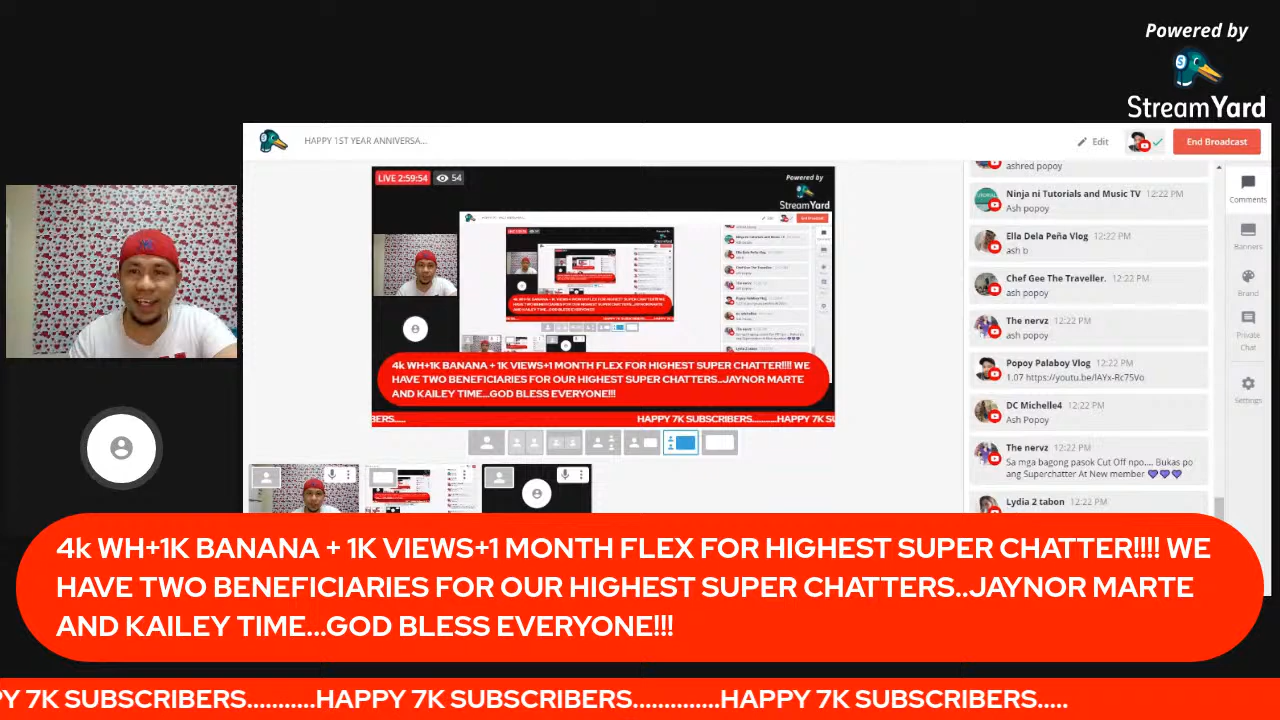 Powered by
StreamYard
HAPPY 1ST YEAR ANNIVERSA...
Edit
End Broadcast
LIVE 2:59:54
54
Powered by
StreamYard
4k WH+1K BANANA + 1K VIEWS+1 MONTH FLEX FOR HIGHEST SUPER CHATTER!!!! WE
HAVE TWO BENEFICIARIES FOR OUR HIGHEST SUPER CHATTERS..JAYNOR MARTE
AND KAILEY TIME...GOD BLESS EVERYONE!!!
BERS.....
HAPPY 7K SUBSCRIBERS...........HAPPY 7K SU
ashred popoy
Ninja ni Tutorials and Music TV 12:22 PM
Ash popoy
Ella Dela Peña Vlog 12:22 PM
ash b
Chef Gee The Traveller. 12:22 PM
ash popoy
The nervz 12:22 PM
ash popoy
Popoy Palaboy Vlog 12:22 PM
1.07 https://youtu.be/lAYx-Rc75Vo
DC Michelle4 12:22 PM
Ash Popoy
The nervz 12:22 PM
Sa mga bagong pasok Cut Off npo.... Bukas po
ang Superchatter At New member 💜💜💜
Lydia 2 tabon 12:22 PM
Comments
Banners
Brand
Private
Chat
Settings
4k WH+1K BANANA + 1K VIEWS+1 MONTH FLEX FOR HIGHEST SUPER CHATTER!!!! WE
HAVE TWO BENEFICIARIES FOR OUR HIGHEST SUPER CHATTERS..JAYNOR MARTE
AND KAILEY TIME...GOD BLESS EVERYONE!!!
PY 7K SUBSCRIBERS...........HAPPY 7K SUBSCRIBERS..............HAPPY 7K SUBSCRIBERS.....